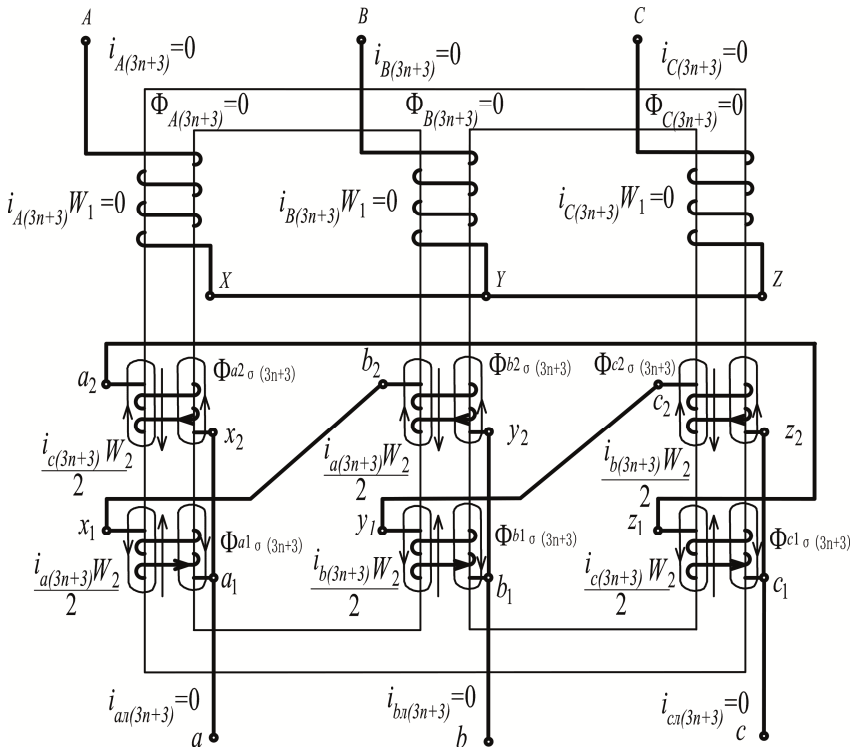 A B C
i_{A(3n+3)}=0 i_{B(3n+3)}=0 i_{C(3n+3)}=0
Φ_{A(3n+3)}=0 Φ_{B(3n+3)}=0 Φ_{C(3n+3)}=0
i_{A(3n+3)}W_1=0 i_{B(3n+3)}W_1=0 i_{C(3n+3)}W_1=0
X Y Z
a_2 Φ^{a2}_{σ (3n+3)} b_2 Φ^{b2}_{σ (3n+3)} Φ^{c2}_{σ (3n+3)} c_2
x_2 y_2 z_2
i_{c(3n+3)}W_2 i_{a(3n+3)}W_2 i_{b(3n+3)}W_2
2 2 2
x_1 y_1 z_1
Φ^{a1}_{σ (3n+3)} Φ^{b1}_{σ (3n+3)} Φ^{c1}_{σ (3n+3)}
i_{a(3n+3)}W_2 a_1 i_{b(3n+3)}W_2 b_1 i_{c(3n+3)}W_2 c_1
2 2 2
i_{aл(3n+3)}=0 i_{bл(3n+3)}=0 i_{cл(3n+3)}=0
a b c